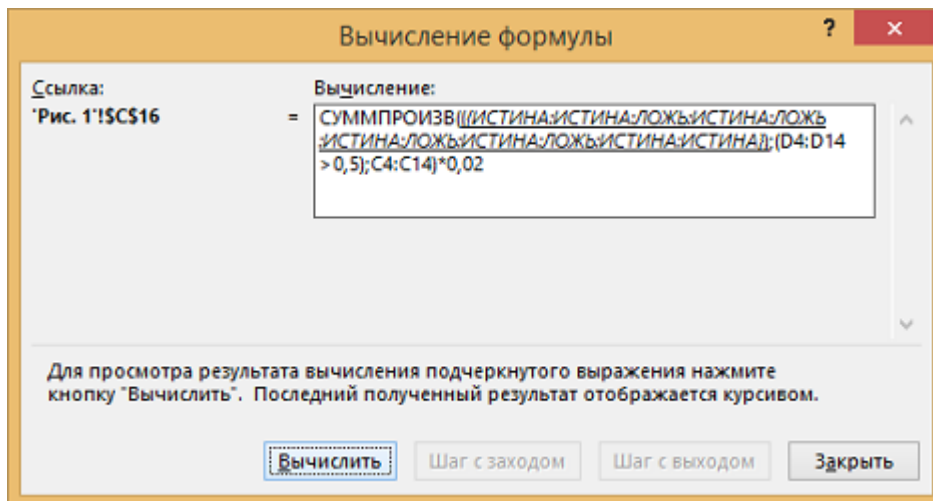 Вычисление формулы
?
×
Ссылка:
Вычисление:
'Рис. 1'!$C$16
=
СУММПРОИЗВ(({ИСТИНА:ИСТИНА:ЛОЖЬ:ИСТИНА:ЛОЖЬ
:ИСТИНА:ЛОЖЬ:ИСТИНА:ЛОЖЬ:ИСТИНА:ИСТИНА});(D4:D14
>0,5);C4:C14)*0,02
Для просмотра результата вычисления подчеркнутого выражения нажмите
кнопку "Вычислить". Последний полученный результат отображается курсивом.
Вычислить
Шаг с заходом
Шаг с выходом
Закрыть